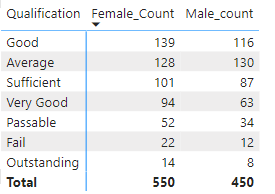 Qualification Female_Count Male_count
Good 139 116
Average 128 130
Sufficient 101 87
Very Good 94 63
Passable 52 34
Fail 22 12
Outstanding 14 8
Total 550 450